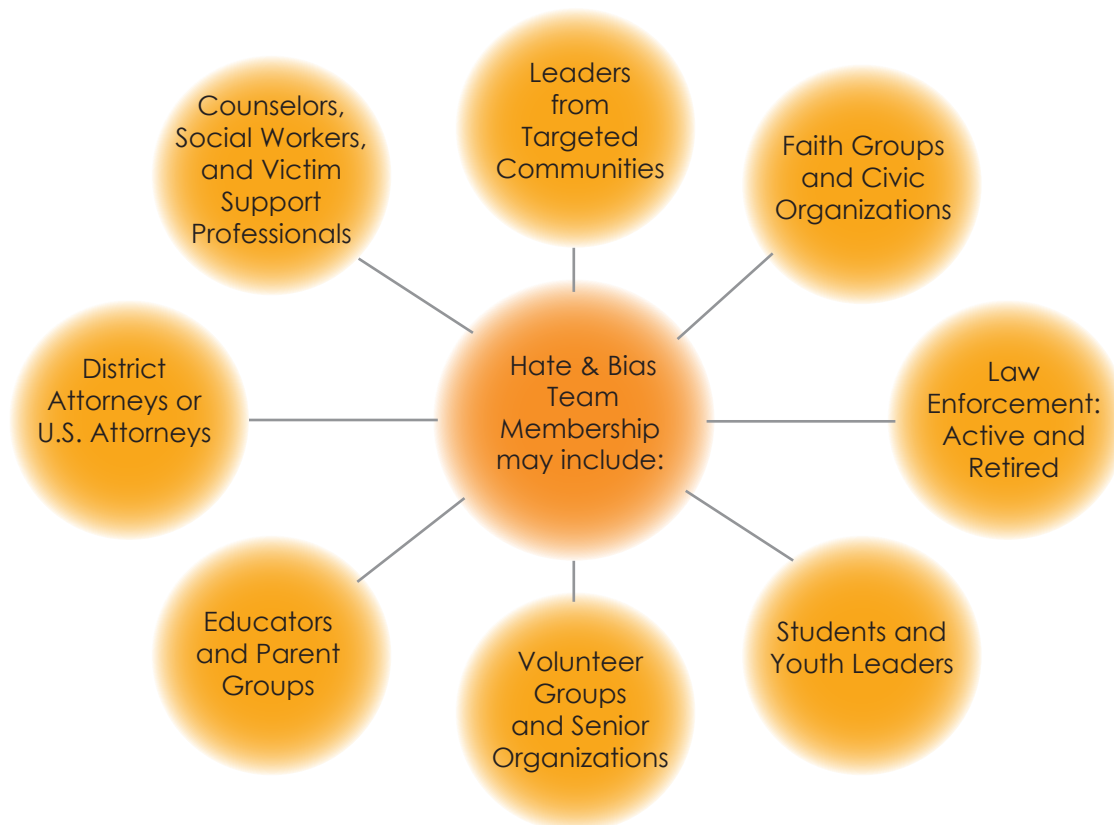 Leaders
from
Targeted
Communities
Counselors,
Social Workers,
and Victim
Support
Professionals
Faith Groups
and Civic
Organizations
Hate & Bias
Team
Membership
may include:
District
Attorneys or
U.S. Attorneys
Law
Enforcement:
Active and
Retired
Educators
and Parent
Groups
Students and
Youth Leaders
Volunteer
Groups
and Senior
Organizations